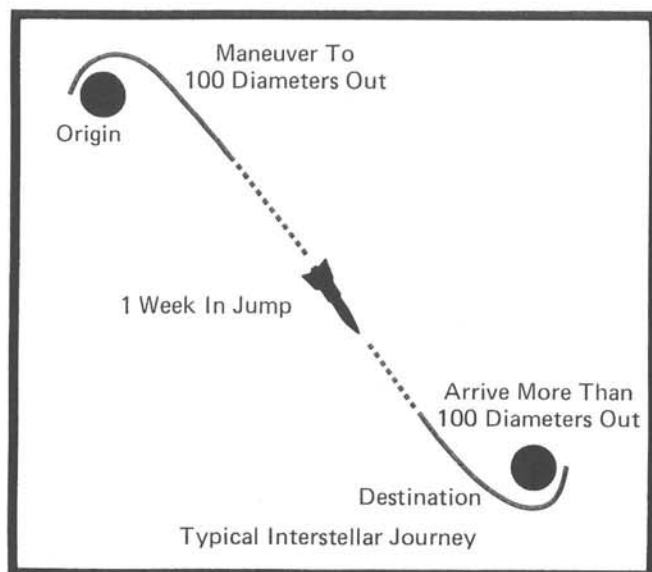 Maneuver To
100 Diameters Out
Origin
1 Week In Jump
Arrive More Than
100 Diameters Out
Destination
Typical Interstellar Journey